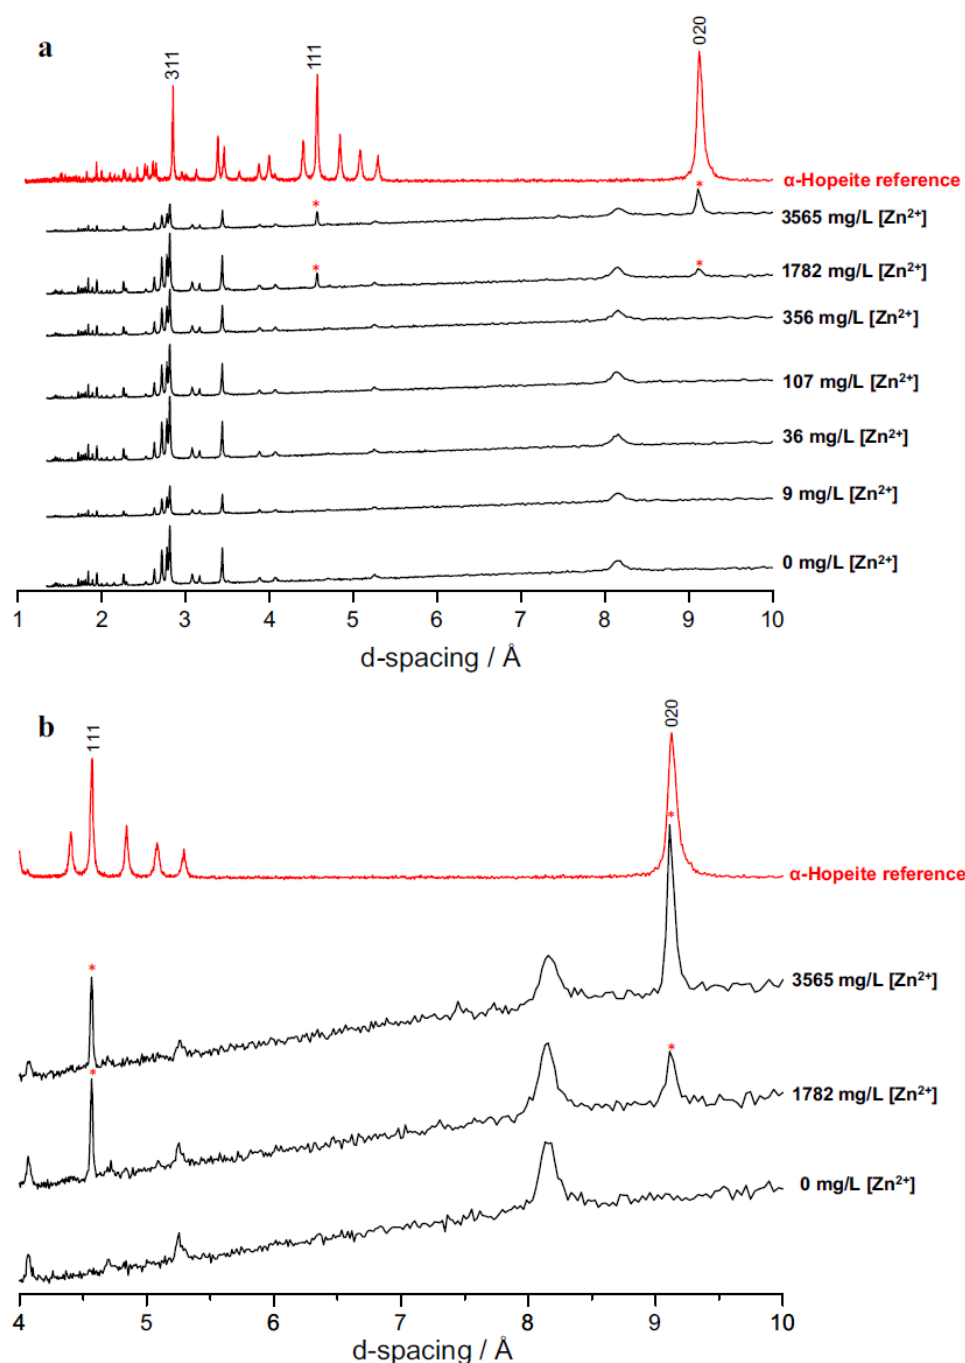 a
311
111
020
α-Hopeite reference
*
*
3565 mg/L [Zn²⁺]
*
*
1782 mg/L [Zn²⁺]
356 mg/L [Zn²⁺]
107 mg/L [Zn²⁺]
36 mg/L [Zn²⁺]
9 mg/L [Zn²⁺]
0 mg/L [Zn²⁺]
1 2 3 4 5 6 7 8 9 10
d-spacing / Å
b
111
020
*
α-Hopeite reference
*
3565 mg/L [Zn²⁺]
*
*
1782 mg/L [Zn²⁺]
0 mg/L [Zn²⁺]
4 5 6 7 8 9 10
d-spacing / Å